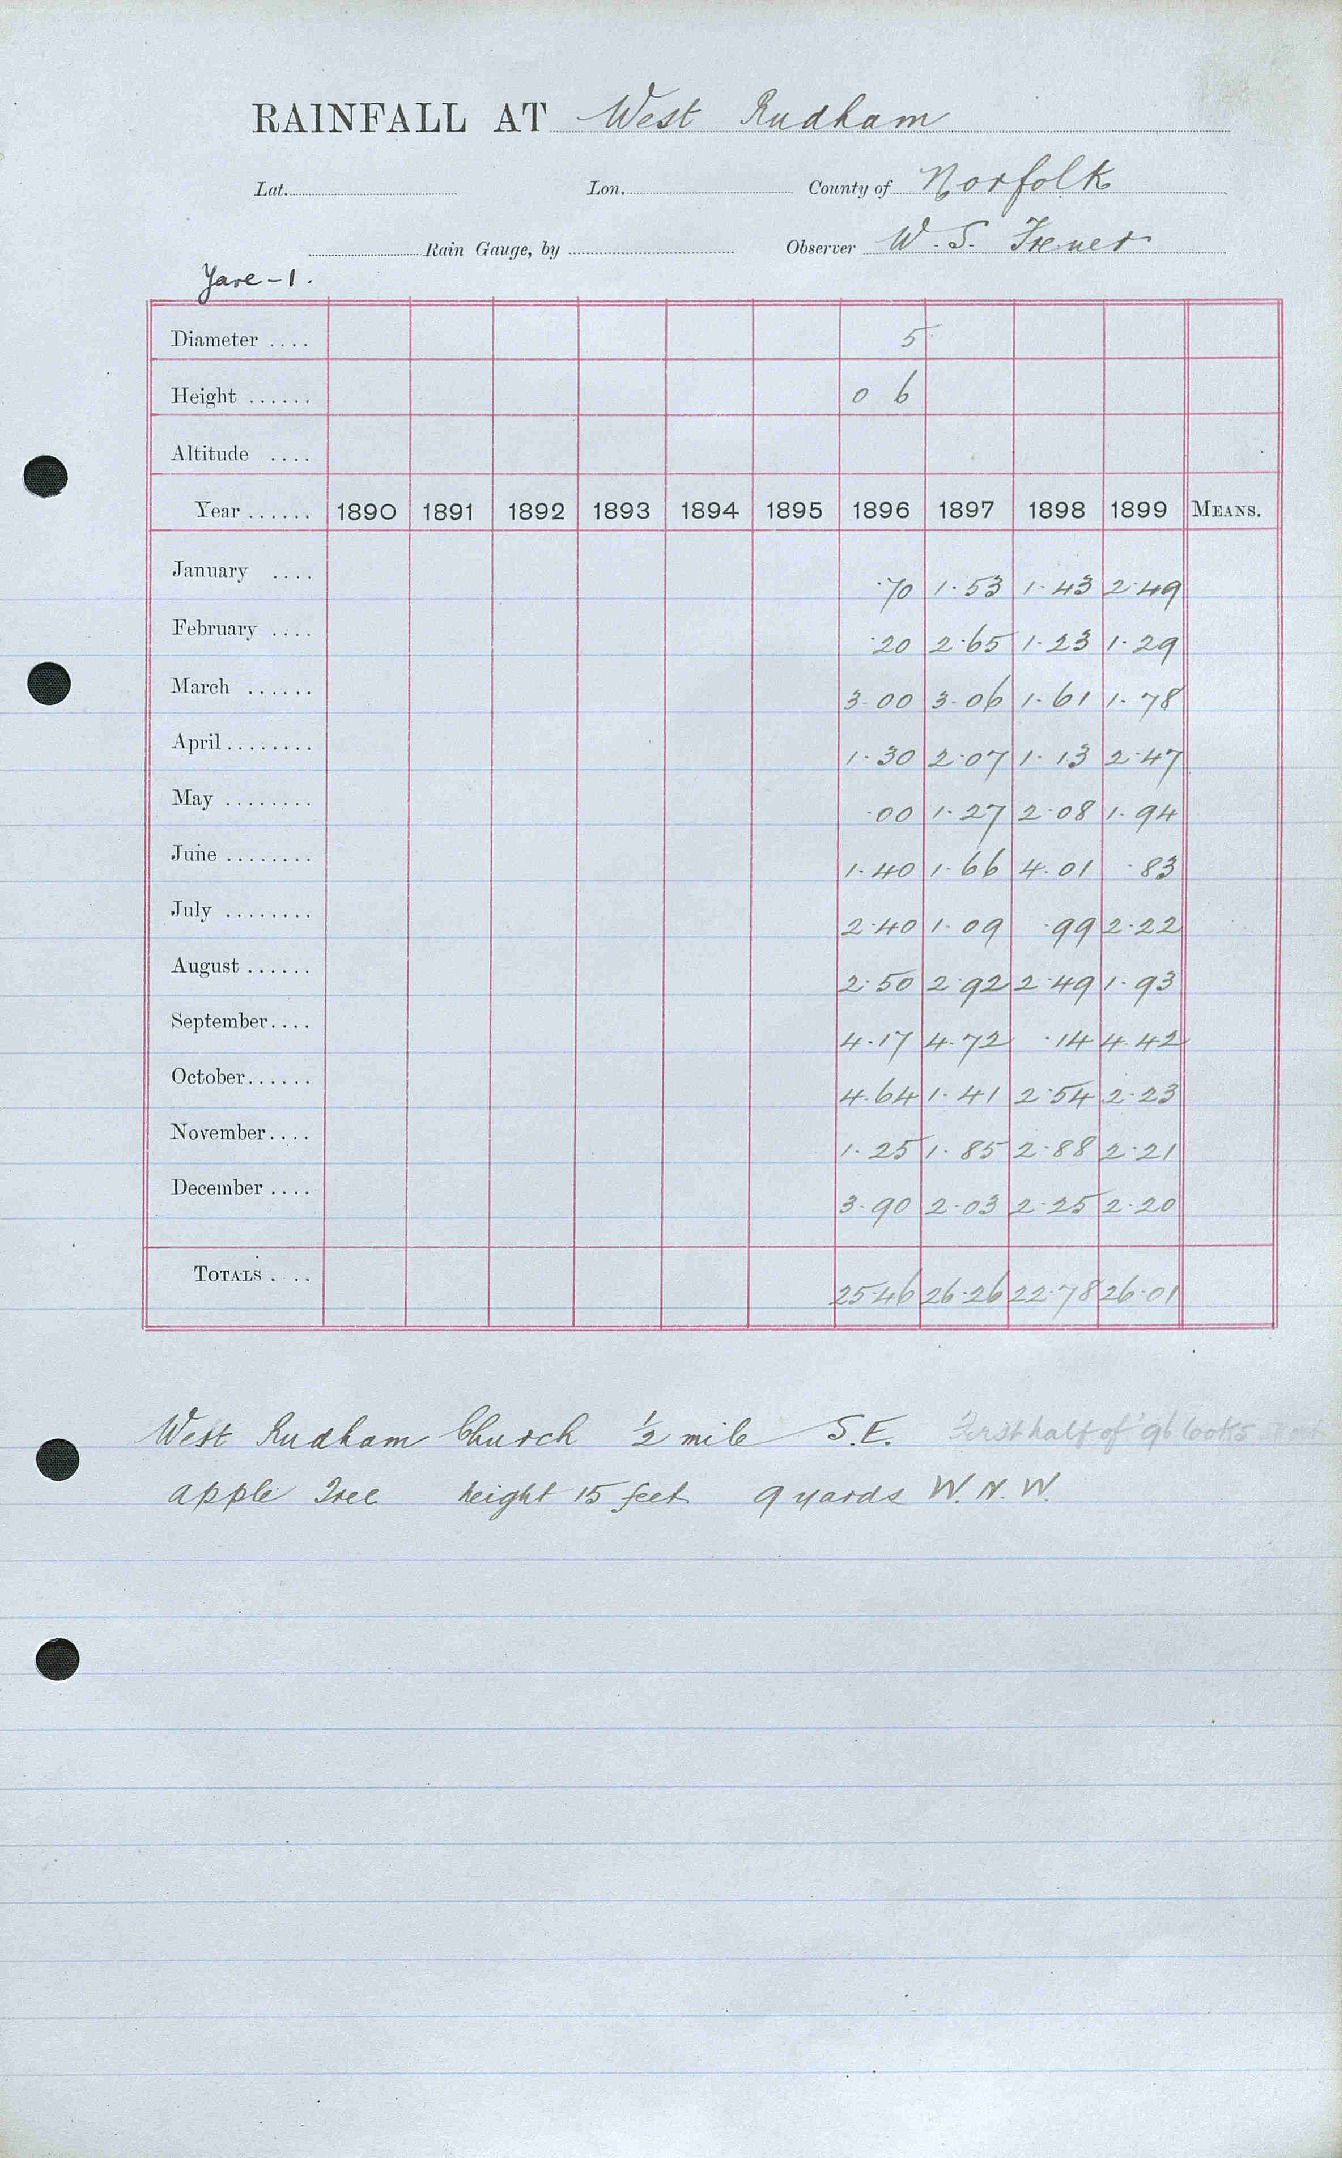 RAINFALL AT West Rudham
Lat. Lon. County of Norfolk
Rain Gauge, by Observer W. S.
Yare-1.
Diameter .... 5
Height ...... 0 6
Altitude ....
Year ...... 1890 1891 1892 1893 1894 1895 1896 1897 1898 1899 MEANS.
January .... .70 1.53 1.43 2.49
February .... .20 2.65 1.23 1.29
March ...... 3.00 3.06 1.61 1.78
April ........ 1.30 2.07 1.13 2.47
May ........ .00 1.27 2.08 1.94
June ........ 1.40 1.66 4.01 .83
July ........ 2.40 1.09 .99 2.22
August ...... 2.50 2.92 2.49 1.93
September.... 4.17 4.72 .14 4.42
October...... 4.64 1.41 2.54 2.23
November.... 1.25 1.85 2.88 2.21
December .... 3.90 2.03 2.25 2.20
TOTALS .... 25.46 26.26 22.78 26.01
West Rudham Church ½ mile S.E. First half of '96 looks
apple Tree height 15 feet 9 yards W.N.W.